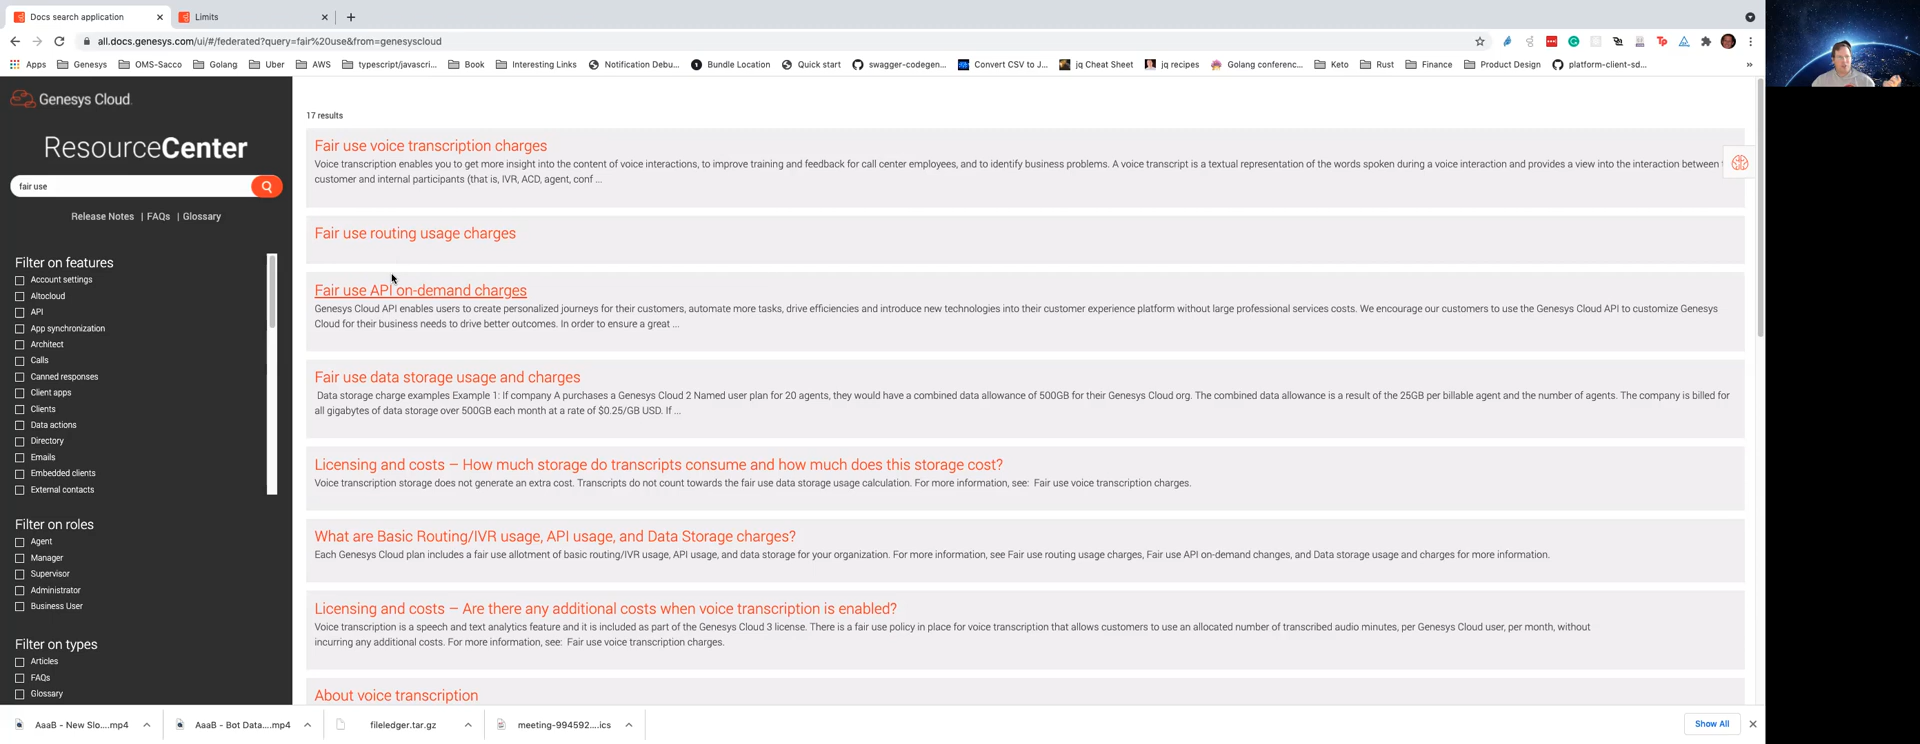 Docs search application
Limits
all.docs.genesys.com/ui/#/federated?query=fair%20use&from=genesyscloud
Apps
Genesys
OMS-Sacco
Golang
Uber
AWS
typescript/javascri...
Book
Interesting Links
Notification Debu...
Bundle Location
Quick start
swagger-codegen...
Convert CSV to J...
jq Cheat Sheet
jq recipes
Golang conferenc...
Keto
Rust
Finance
Product Design
platform-client-sd...
»
Genesys Cloud
ResourceCenter
fair use
Release Notes | FAQs | Glossary
Filter on features
Account settings
Altocloud
API
App synchronization
Architect
Calls
Canned responses
Client apps
Clients
Data actions
Directory
Emails
Embedded clients
External contacts
Filter on roles
Agent
Manager
Supervisor
Administrator
Business User
Filter on types
Articles
FAQs
Glossary
17 results
Fair use voice transcription charges
Voice transcription enables you to get more insight into the content of voice interactions, to improve training and feedback for call center employees, and to identify business problems. A voice transcript is a textual representation of the words spoken during a voice interaction and provides a view into the interaction between
customer and internal participants (that is, IVR, ACD, agent, conf ...
Fair use routing usage charges
Fair use API on-demand charges
Genesys Cloud API enables users to create personalized journeys for their customers, automate more tasks, drive efficiencies and introduce new technologies into their customer experience platform without large professional services costs. We encourage our customers to use the Genesys Cloud API to customize Genesys
Cloud for their business needs to drive better outcomes. In order to ensure a great ...
Fair use data storage usage and charges
Data storage charge examples Example 1: If company A purchases a Genesys Cloud 2 Named user plan for 20 agents, they would have a combined data allowance of 500GB for their Genesys Cloud org. The combined data allowance is a result of the 25GB per billable agent and the number of agents. The company is billed for
all gigabytes of data storage over 500GB each month at a rate of $0.25/GB USD. If ...
Licensing and costs – How much storage do transcripts consume and how much does this storage cost?
Voice transcription storage does not generate an extra cost. Transcripts do not count towards the fair use data storage usage calculation. For more information, see: Fair use voice transcription charges.
What are Basic Routing/IVR usage, API usage, and Data Storage charges?
Each Genesys Cloud plan includes a fair use allotment of basic routing/IVR usage, API usage, and data storage for your organization. For more information, see Fair use routing usage charges, Fair use API on-demand changes, and Data storage usage and charges for more information.
Licensing and costs – Are there any additional costs when voice transcription is enabled?
Voice transcription is a speech and text analytics feature and it is included as part of the Genesys Cloud 3 license. There is a fair use policy in place for voice transcription that allows customers to use an allocated number of transcribed audio minutes, per Genesys Cloud user, per month, without
incurring any additional costs. For more information, see: Fair use voice transcription charges.
About voice transcription
AaaB - New Slo....mp4
AaaB - Bot Data....mp4
fileledger.tar.gz
meeting-994592....ics
Show All